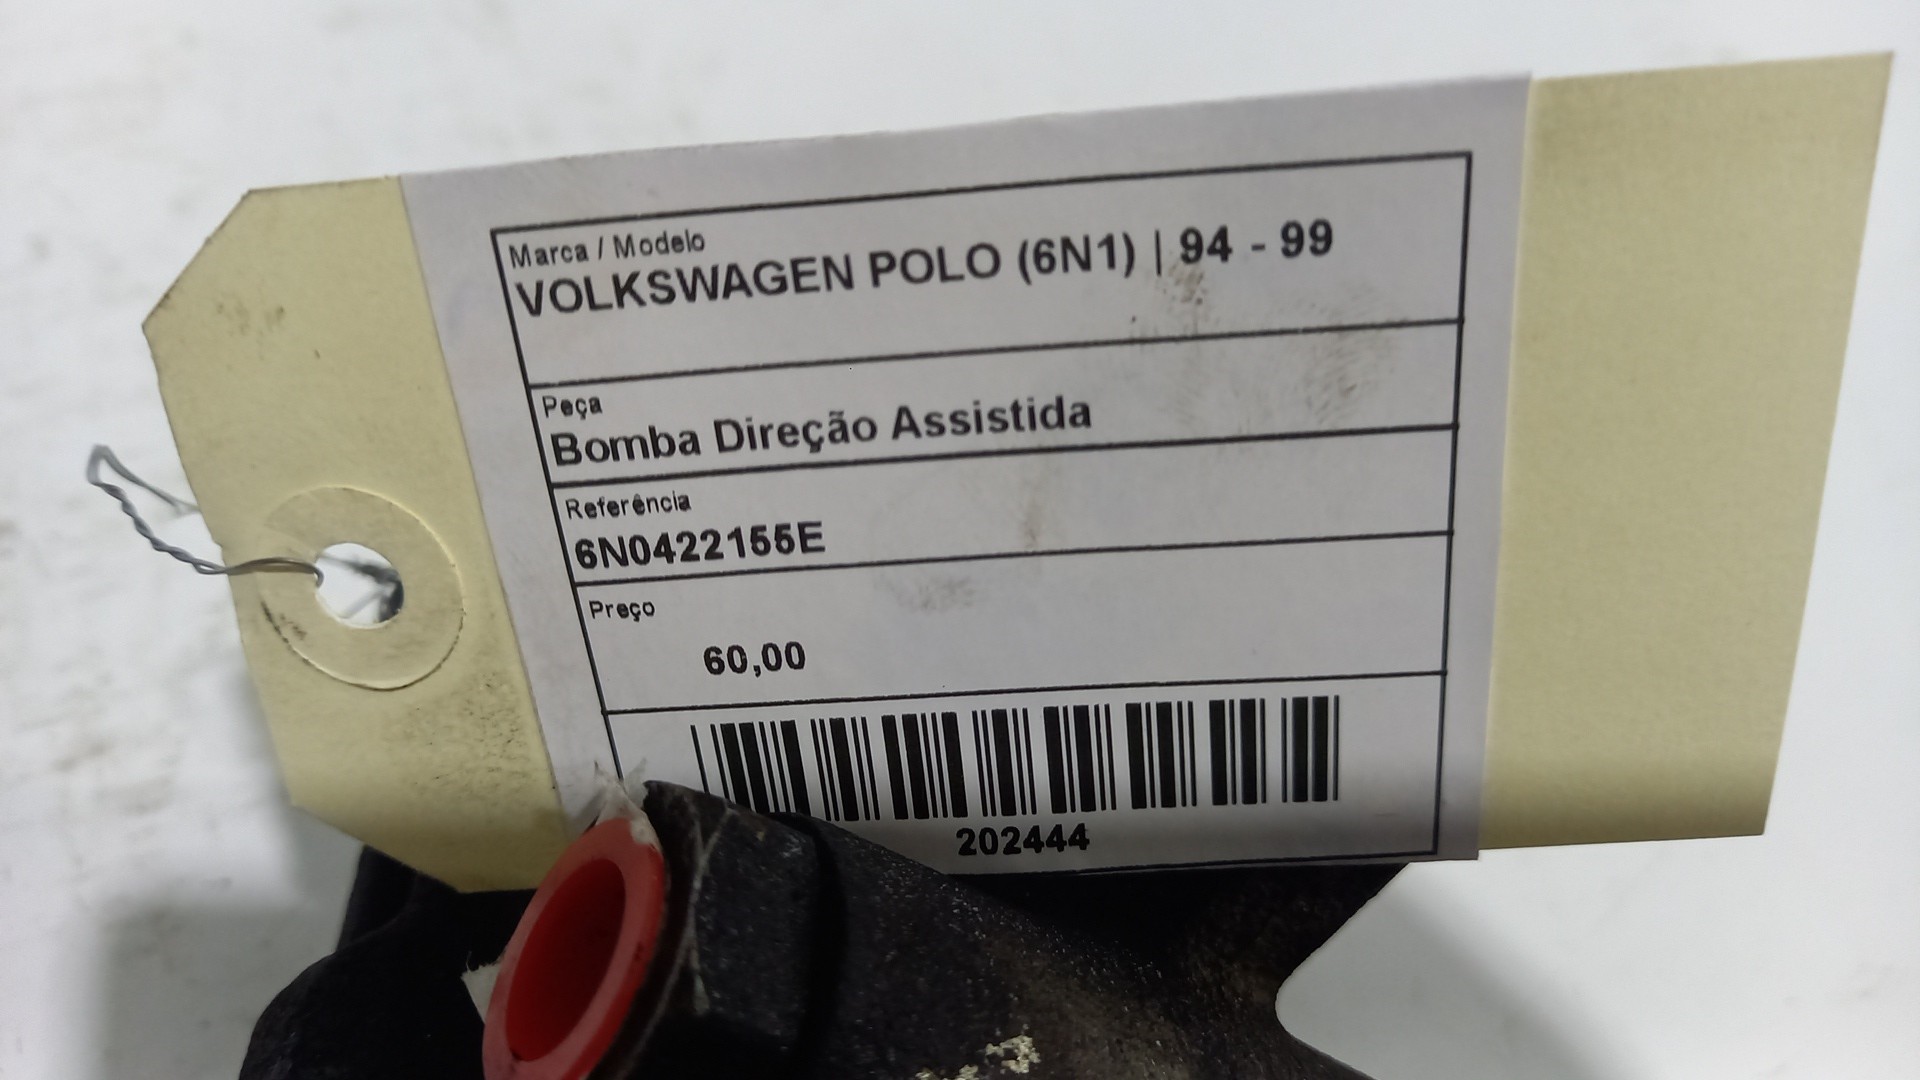 Marca / Modelo
VOLKSWAGEN POLO (6N1) | 94 - 99
Peça
Bomba Direção Assistida
Referência
6N0422155E
Preço
60,00
202444